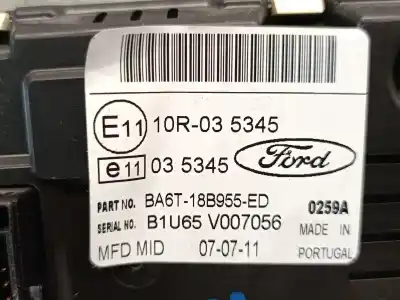 E11 10R-03 5345
e11 03 5345 Ford
PART NO. BA6T-18B955-ED 0259A
SERIAL NO. B1U65 V007056 MADE IN
MFD MID 07-07-11 PORTUGAL